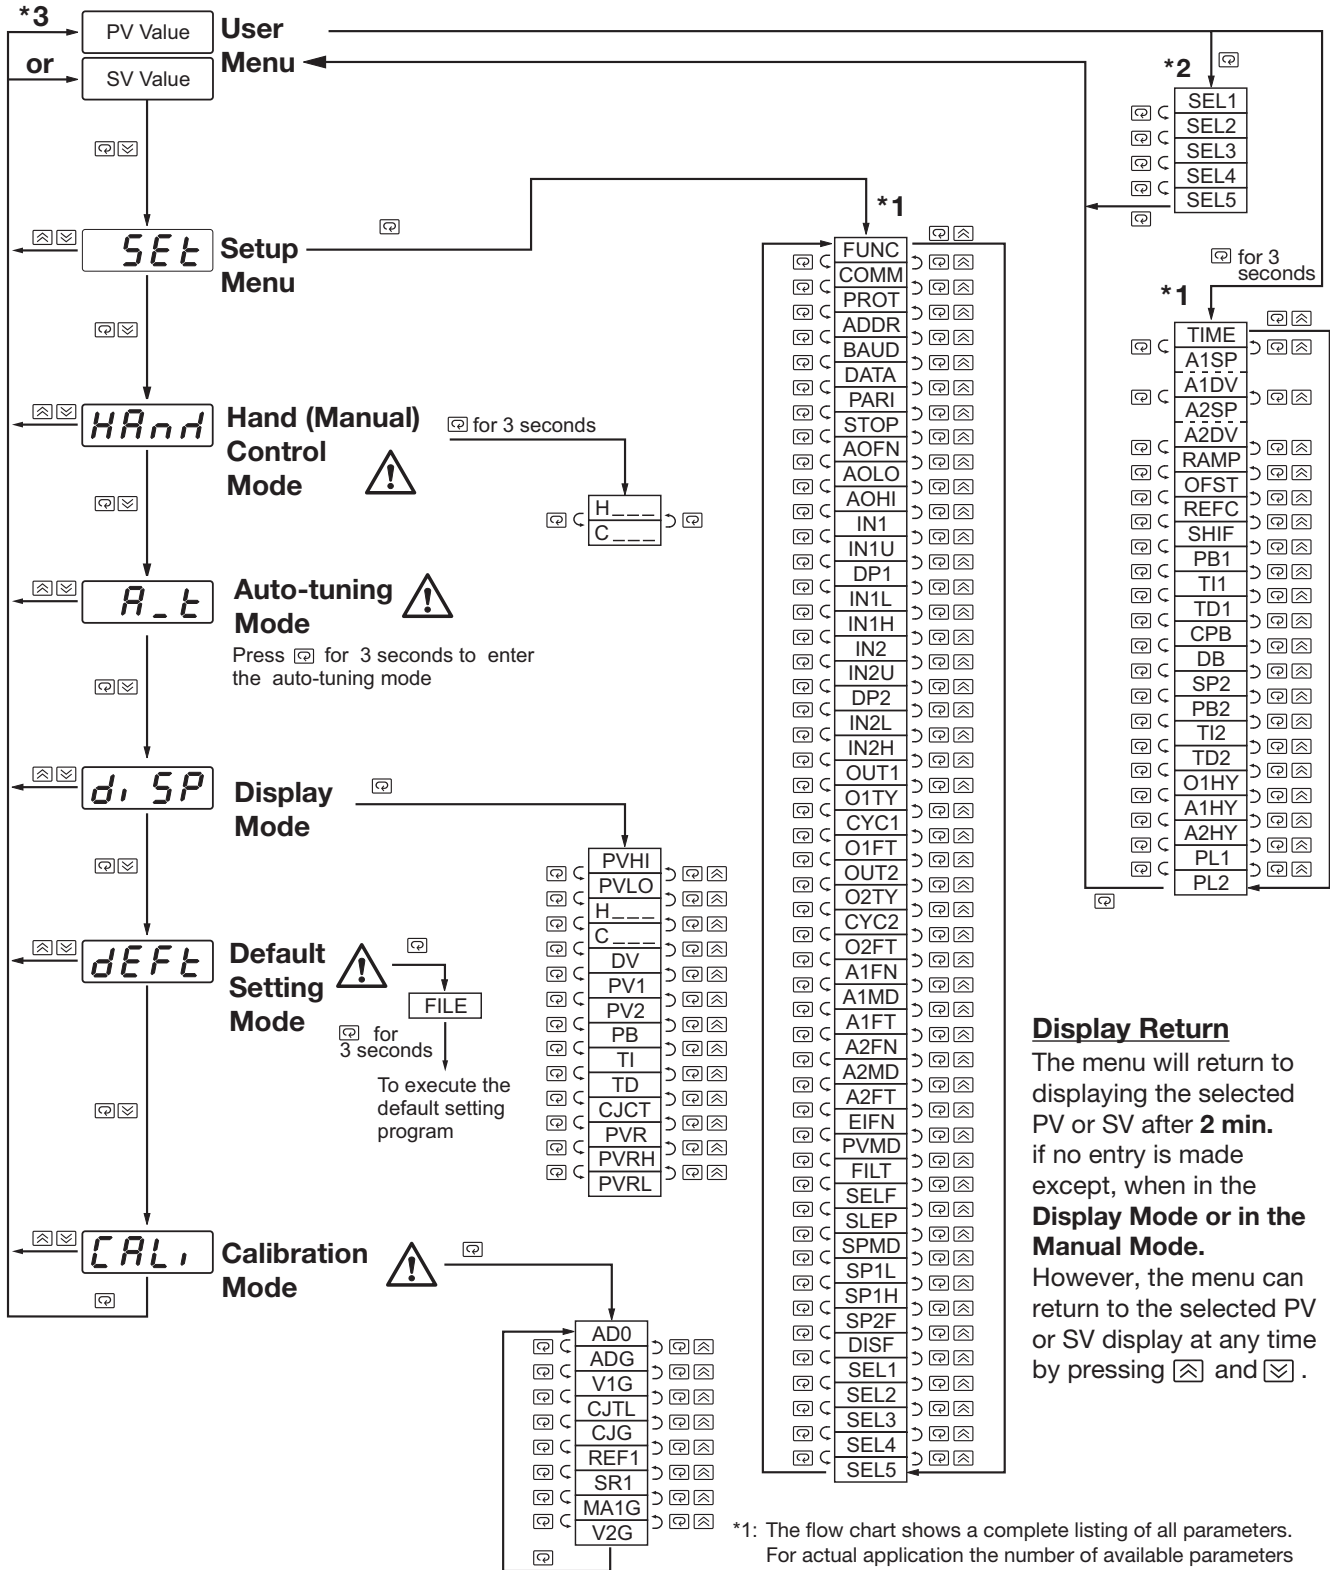 *3
PV Value
User
Menu
or
SV Value
*2
SEL1
SEL2
SEL3
SEL4
SEL5
SEt
Setup
Menu
*1
FUNC
COMM
PROT
ADDR
BAUD
DATA
PARI
STOP
AOFN
AOLO
AOHI
IN1
IN1U
DP1
IN1L
IN1H
IN2
IN2U
DP2
IN2L
IN2H
OUT1
O1TY
CYC1
O1FT
OUT2
O2TY
CYC2
O2FT
A1FN
A1MD
A1FT
A2FN
A2MD
A2FT
EIFN
PVMD
FILT
SELF
SLEP
SPMD
SP1L
SP1H
SP2F
DISF
SEL1
SEL2
SEL3
SEL4
SEL5
for 3
seconds
*1
TIME
A1SP
A1DV
A2SP
A2DV
RAMP
OFST
REFC
SHIF
PB1
TI1
TD1
CPB
DB
SP2
PB2
TI2
TD2
O1HY
A1HY
A2HY
PL1
PL2
HAnd
Hand (Manual)
Control
Mode
for 3 seconds
H___
C___
A_t
Auto-tuning
Mode
Press for 3 seconds to enter
the auto-tuning mode
diSP
Display
Mode
PVHI
PVLO
H___
C___
DV
PV1
PV2
PB
TI
TD
CJCT
PVR
PVRH
PVRL
dEFt
Default
Setting
Mode
FILE
for
3 seconds
To execute the
default setting
program
CALi
Calibration
Mode
AD0
ADG
V1G
CJTL
CJG
REF1
SR1
MA1G
V2G
Display Return
The menu will return to
displaying the selected
PV or SV after 2 min.
if no entry is made
except, when in the
Display Mode or in the
Manual Mode.
However, the menu can
return to the selected PV
or SV display at any time
by pressing and .
*1: The flow chart shows a complete listing of all parameters.
For actual application the number of available parameters